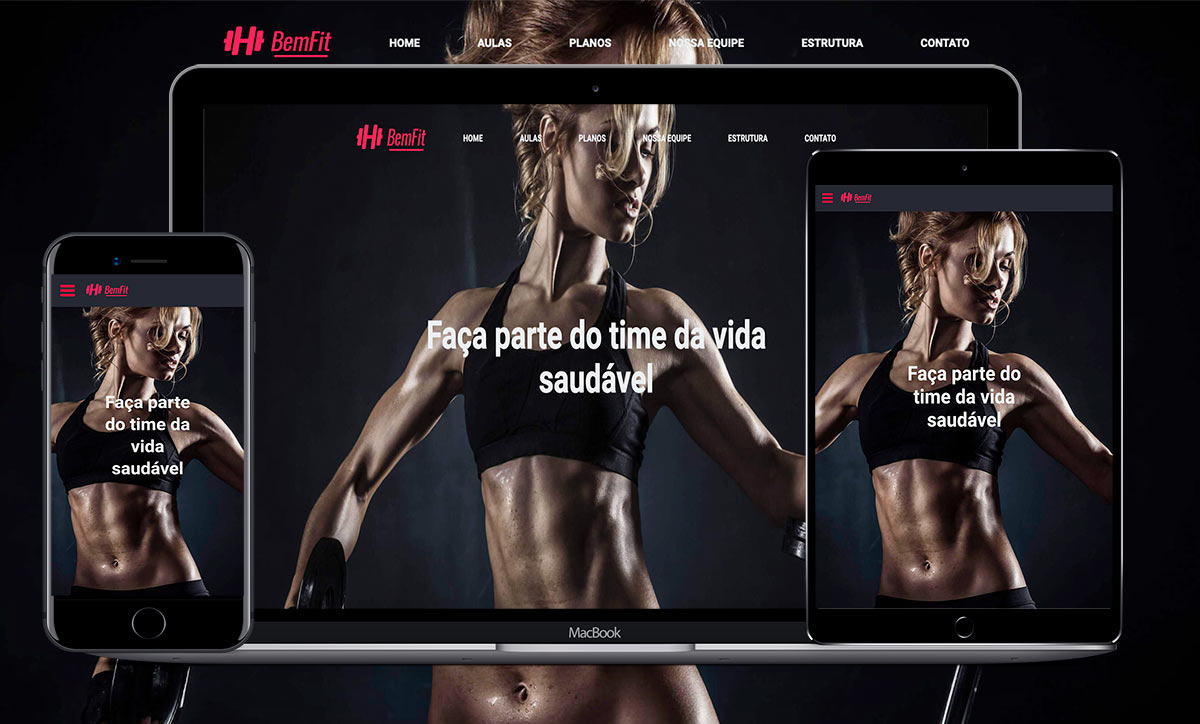 BemFit HOME AULAS PLANOS NOSSA EQUIPE ESTRUTURA CONTATO
BemFit HOME AULAS PLANOS NOSSA EQUIPE ESTRUTURA CONTATO
Faça parte do time da vida
saudável
MacBook
BemFit
Faça parte
do time da
vida
saudável
BemFit
Faça parte do
time da vida
saudável